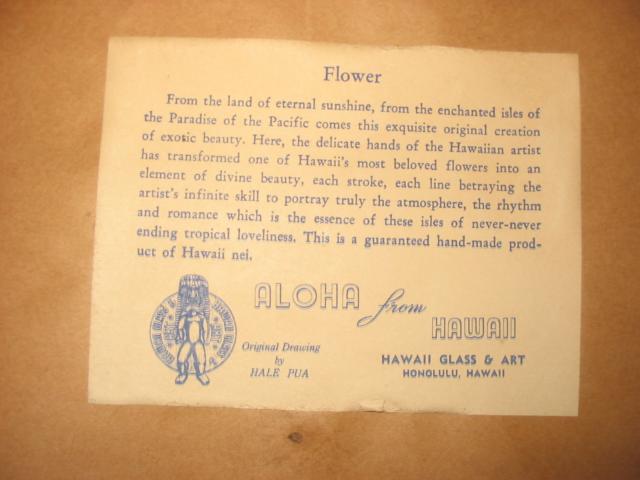 Flower
From the land of eternal sunshine, from the enchanted isles of
the Paradise of the Pacific comes this exquisite original creation
of exotic beauty. Here, the delicate hands of the Hawaiian artist
has transformed one of Hawaii's most beloved flowers into an
element of divine beauty, each stroke, each line betraying the
artist's infinite skill to portray truly the atmosphere, the rhythm
and romance which is the essence of these isles of never-never
ending tropical loveliness. This is a guaranteed hand-made prod-
uct of Hawaii nei.
ALOHA from
HAWAII
Original Drawing
by
HALE PUA
HAWAII GLASS & ART
HONOLULU, HAWAII